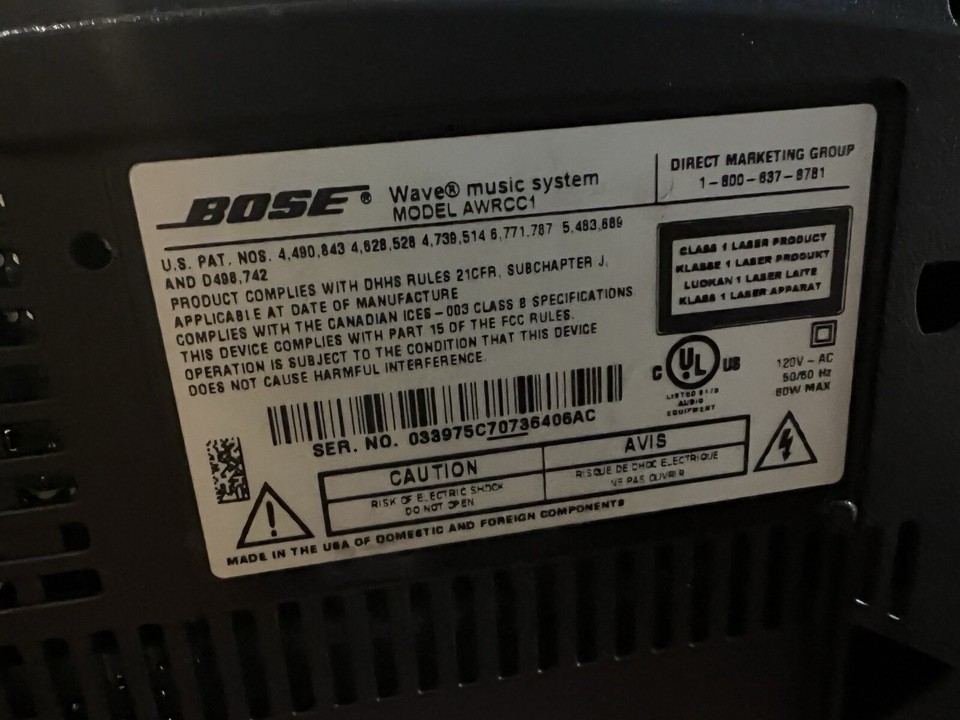 BOSE® Wave® music system
MODEL AWRCC1
DIRECT MARKETING GROUP
1-800-637-8781
U.S. PAT. NOS. 4,490,843 4,628,528 4,739,514 6,771,787 5,483,689
AND D498,742
PRODUCT COMPLIES WITH DHHS RULES 21CFR, SUBCHAPTER J,
APPLICABLE AT DATE OF MANUFACTURE
COMPLIES WITH THE CANADIAN ICES-003 CLASS B SPECIFICATIONS
THIS DEVICE COMPLIES WITH PART 15 OF THE FCC RULES.
OPERATION IS SUBJECT TO THE CONDITION THAT THIS DEVICE
DOES NOT CAUSE HARMFUL INTERFERENCE.
CLASS 1 LASER PRODUCT
KLASSE 1 LASER PRODUKT
LUOKAN 1 LASER LAITE
KLASS 1 LASER APPARAT
C UL US
LISTED
AUDIO
EQUIPMENT
120V - AC
50/60 Hz
60W MAX
SER. NO. 033975C70736406AC
CAUTION
RISK OF ELECTRIC SHOCK
DO NOT OPEN
AVIS
RISQUE DE CHOC ELECTRIQUE
NE PAS OUVRIR
MADE IN THE USA OF DOMESTIC AND FOREIGN COMPONENTS